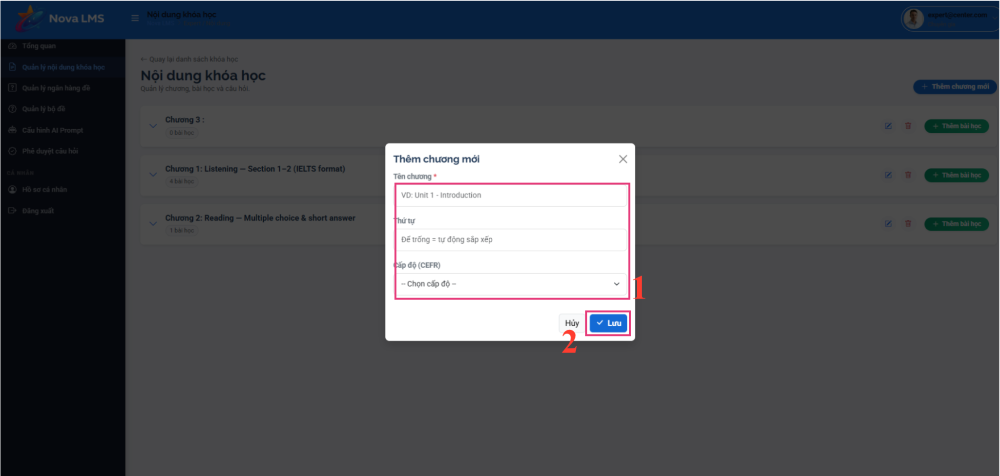 Nova LMS
Nội dung khóa học
Nova LMS
expert@center.com
Tổng quan
Quản lý nội dung khóa học
Quản lý ngân hàng đề
Quản lý bộ đề
Cấu hình AI Prompt
Phê duyệt câu hỏi
CÁ NHÂN
Hồ sơ cá nhân
Đăng xuất
← Quay lại danh sách khóa học
Nội dung khóa học
Quản lý chương, bài học và câu hỏi.
+ Thêm chương mới
Chương 3 :
0 bài học
+ Thêm bài học
Chương 1: Listening — Section 1–2 (IELTS format)
4 bài học
+ Thêm bài học
Chương 2: Reading — Multiple choice & short answer
1 bài học
+ Thêm bài học
Thêm chương mới
Tên chương *
VD: Unit 1 - Introduction
Thứ tự
Để trống = tự động sắp xếp
Cấp độ (CEFR)
-- Chọn cấp độ --
1
Hủy
Lưu
2